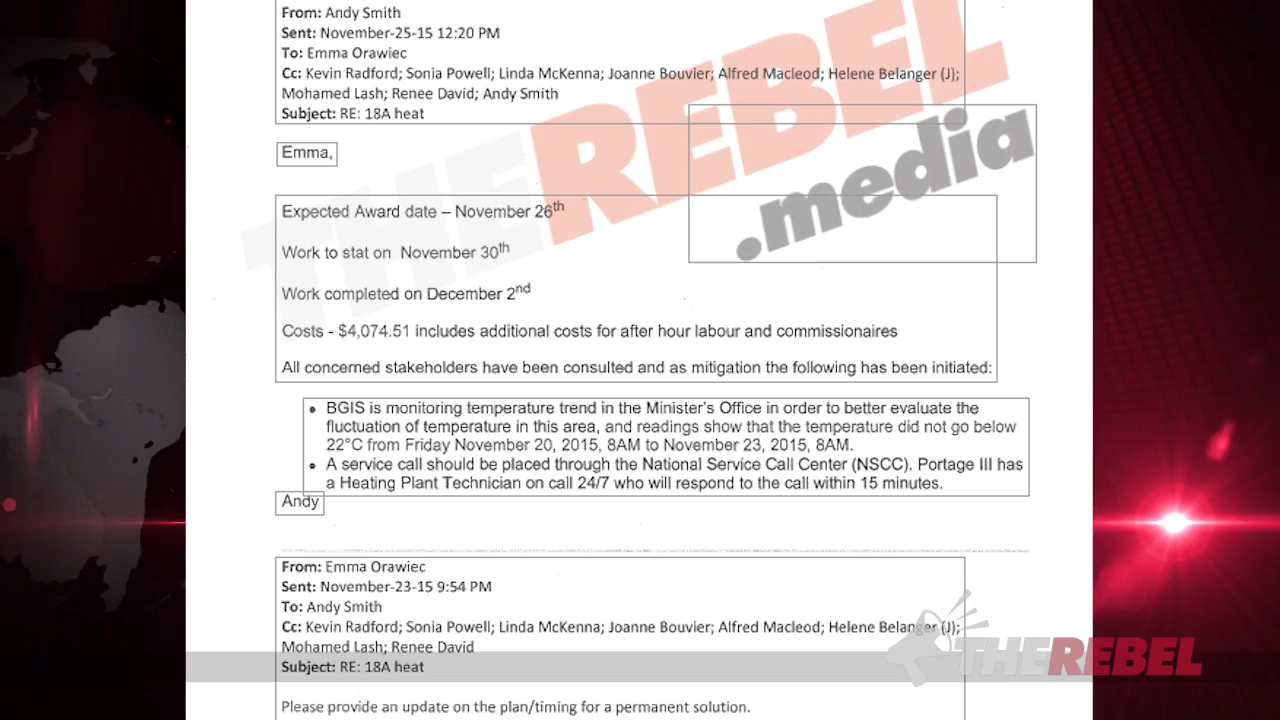 From: Andy Smith
Sent: November-25-15 12:20 PM
To: Emma Orawiec
Cc: Kevin Radford; Sonia Powell; Linda McKenna; Joanne Bouvier; Alfred Macleod; Helene Belanger (J);
Mohamed Lash; Renee David; Andy Smith
Subject: RE: 18A heat
THEREBEL
.media
Emma,
Expected Award date – November 26th
Work to stat on November 30th
Work completed on December 2nd
Costs - $4,074.51 includes additional costs for after hour labour and commissionaires
All concerned stakeholders have been consulted and as mitigation the following has been initiated:
• BGIS is monitoring temperature trend in the Minister's Office in order to better evaluate the
fluctuation of temperature in this area, and readings show that the temperature did not go below
22°C from Friday November 20, 2015, 8AM to November 23, 2015, 8AM.
• A service call should be placed through the National Service Call Center (NSCC). Portage III has
a Heating Plant Technician on call 24/7 who will respond to the call within 15 minutes.
Andy
From: Emma Orawiec
Sent: November-23-15 9:54 PM
To: Andy Smith
Cc: Kevin Radford; Sonia Powell; Linda McKenna; Joanne Bouvier; Alfred Macleod; Helene Belanger (J);
Mohamed Lash; Renee David
Subject: RE: 18A heat
THEREBEL
Please provide an update on the plan/timing for a permanent solution.